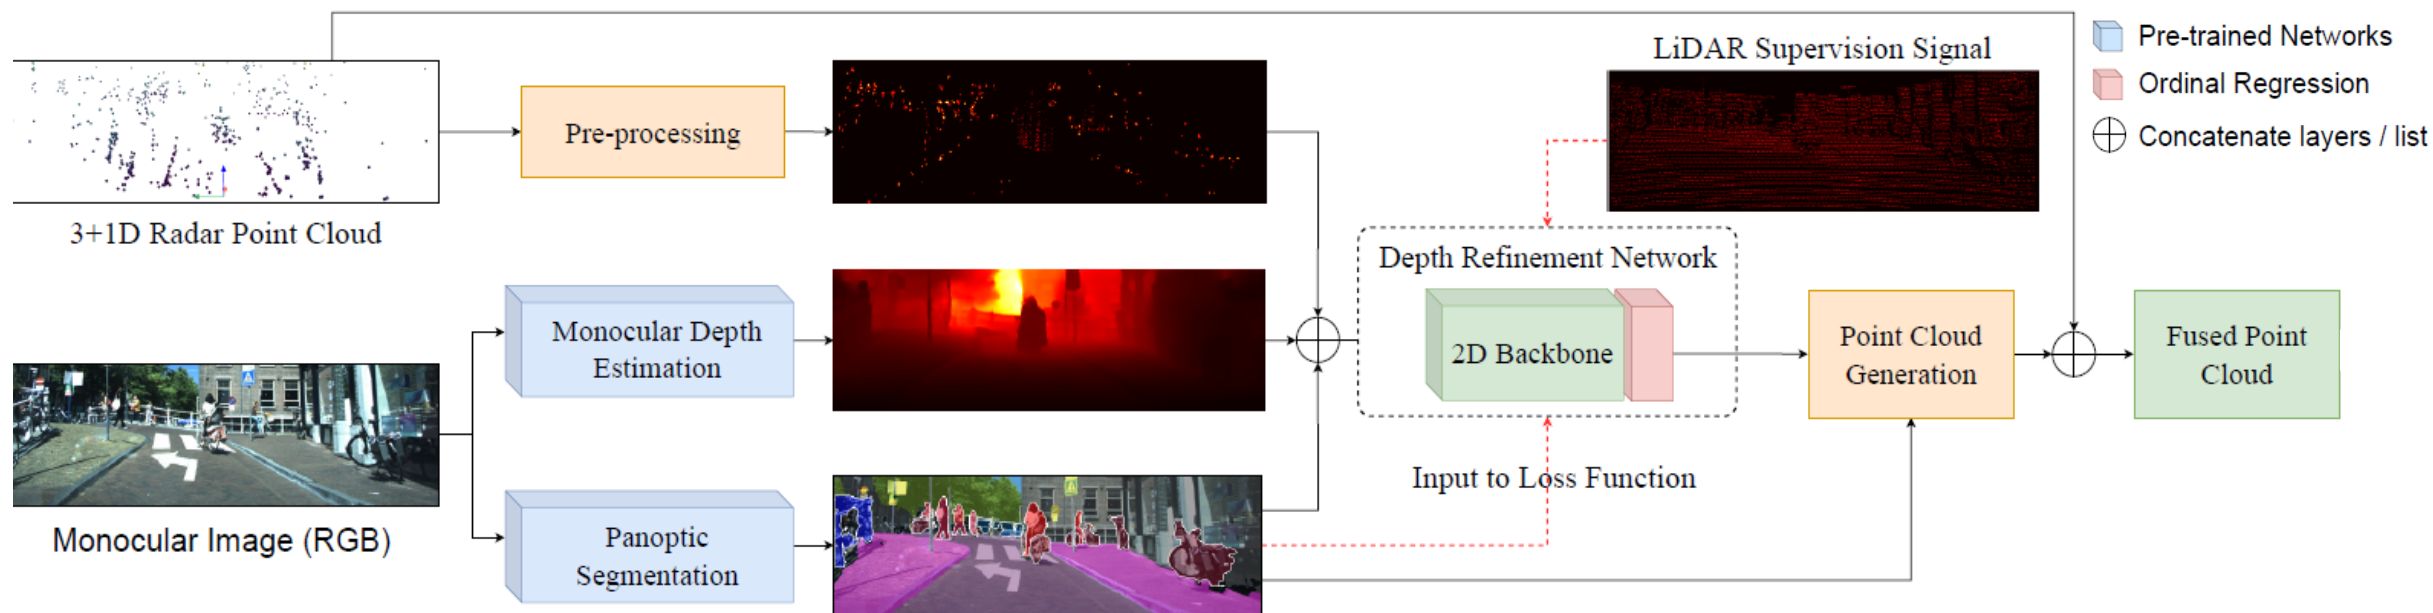 LiDAR Supervision Signal
Pre-trained Networks
Ordinal Regression
Concatenate layers / list
Pre-processing
3+1D Radar Point Cloud
Depth Refinement Network
Monocular Depth
Estimation
2D Backbone
Point Cloud
Generation
Fused Point
Cloud
Input to Loss Function
Monocular Image (RGB)
Panoptic
Segmentation